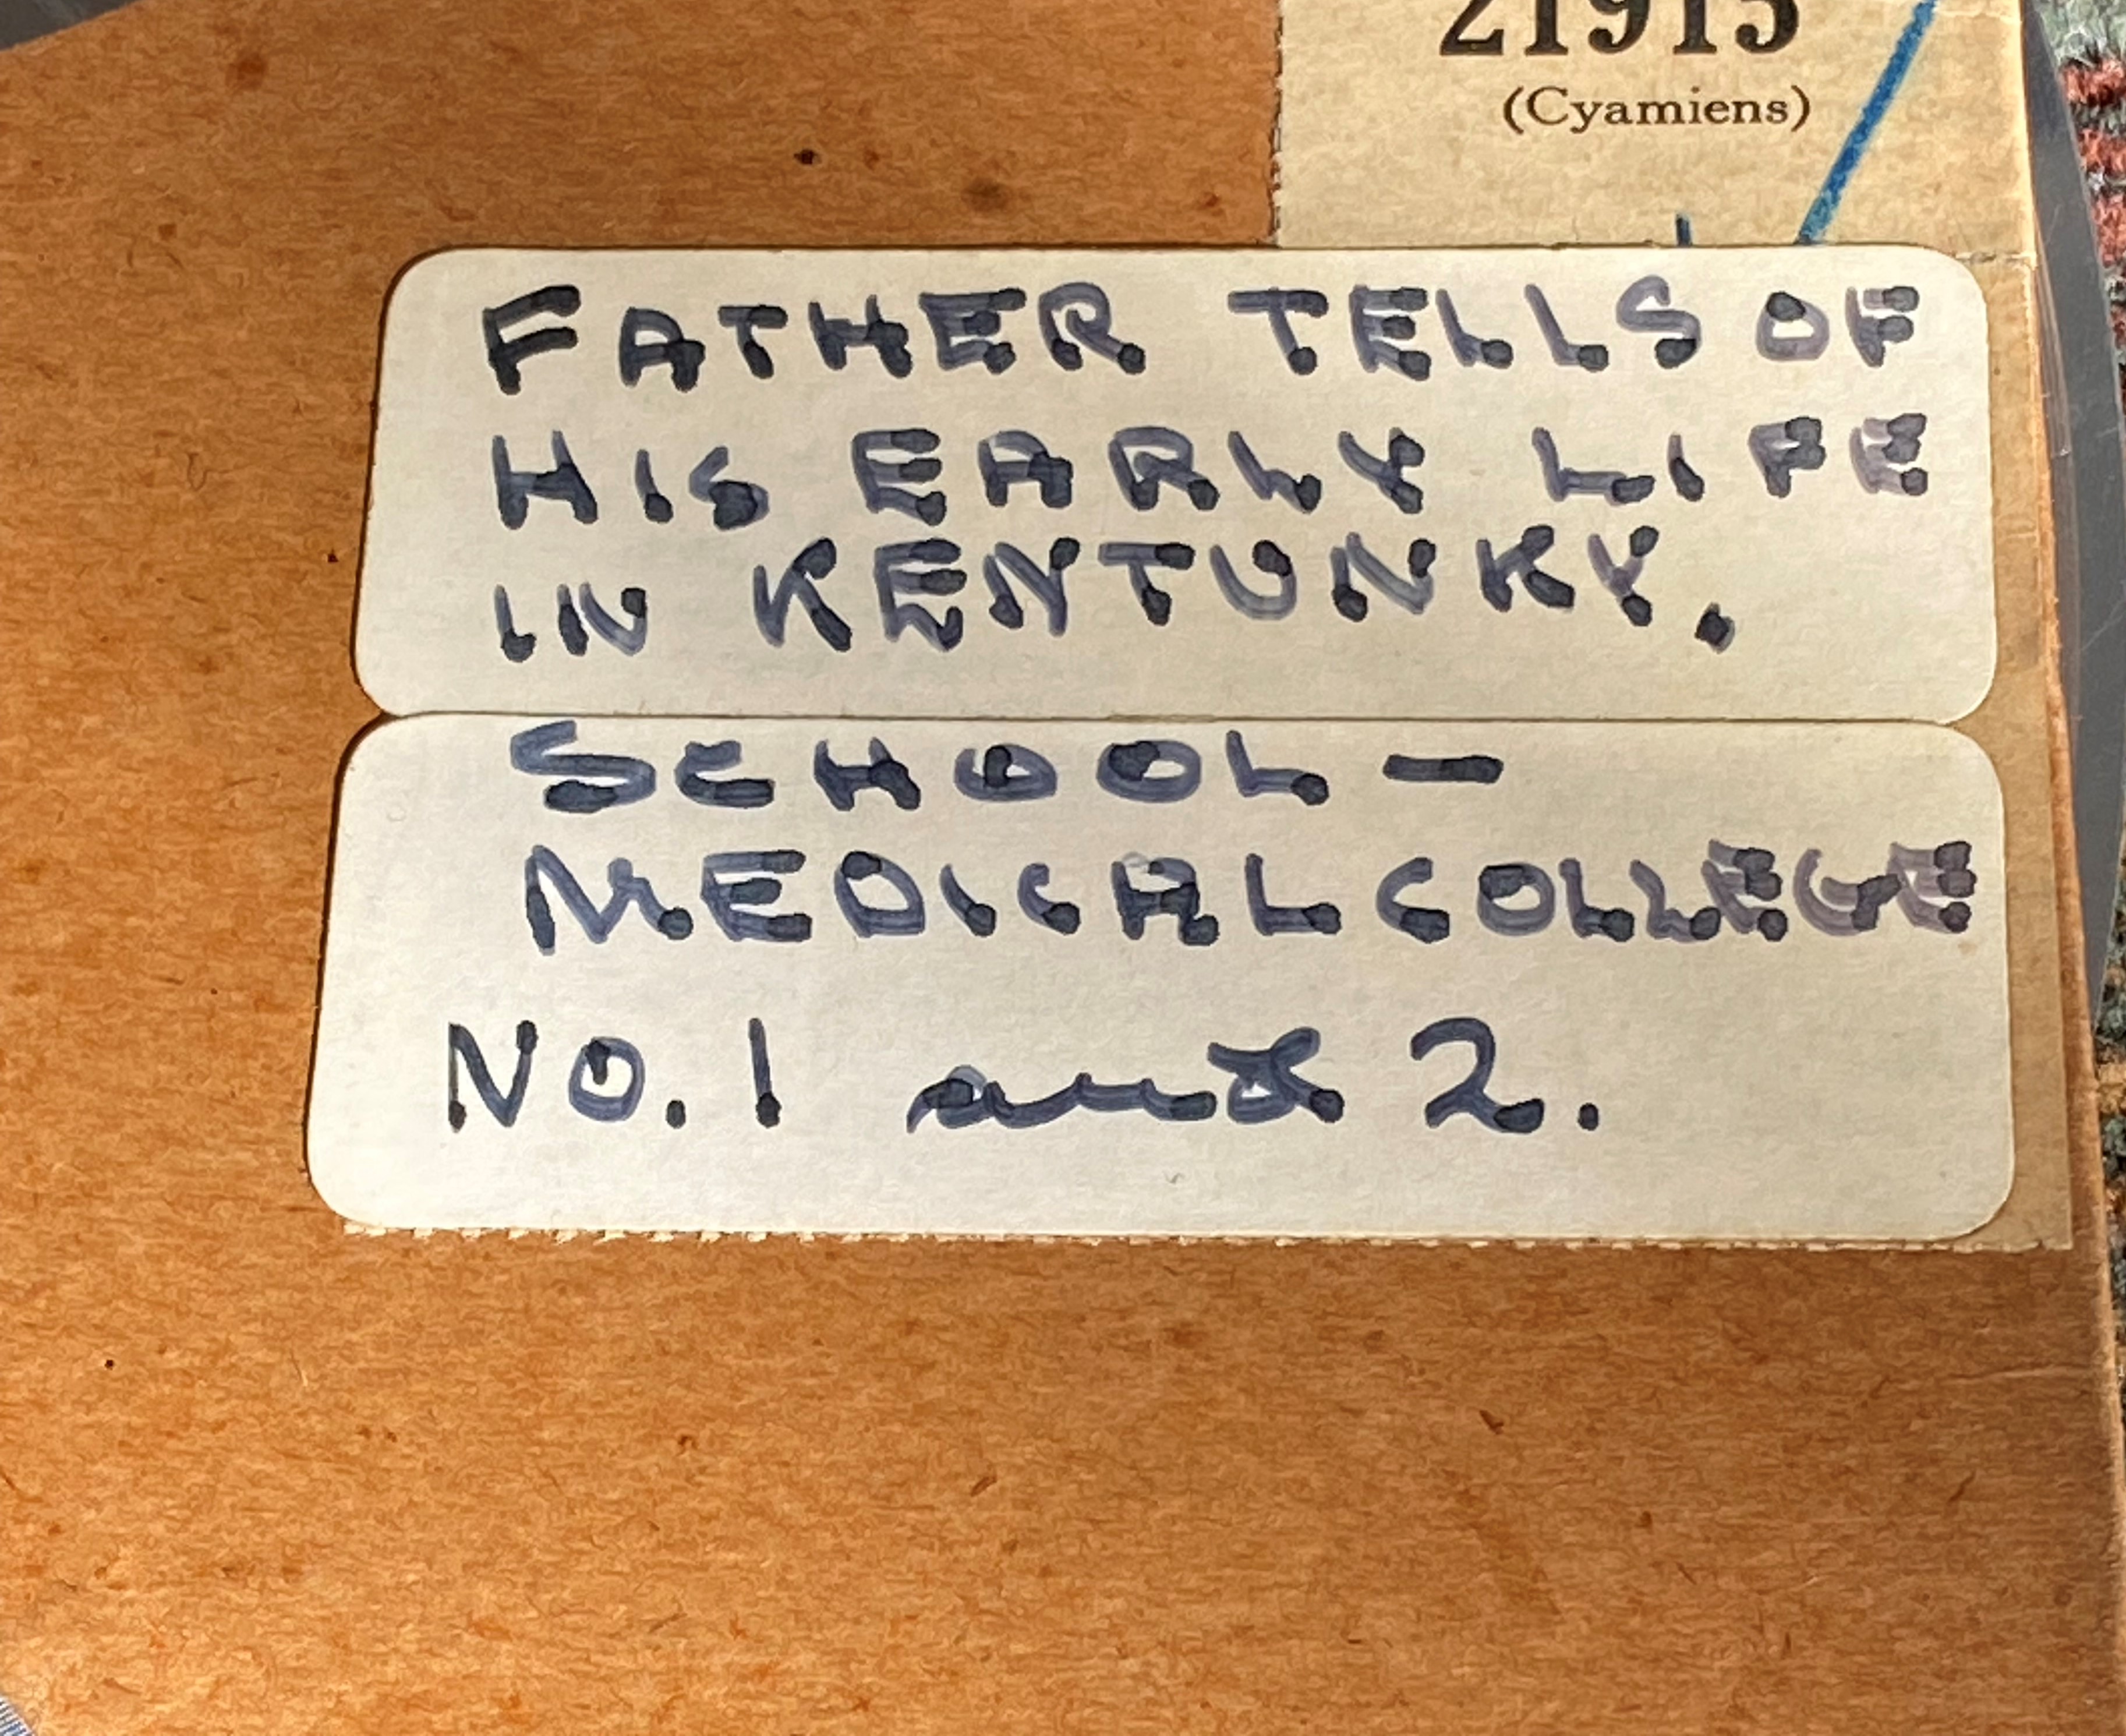 21915
(Cyamiens)
FATHER TELLS OF
HIS EARLY LIFE
IN KENTUNKY.
SCHOOL —
MEDICAL COLLEGE
NO. 1 and 2.